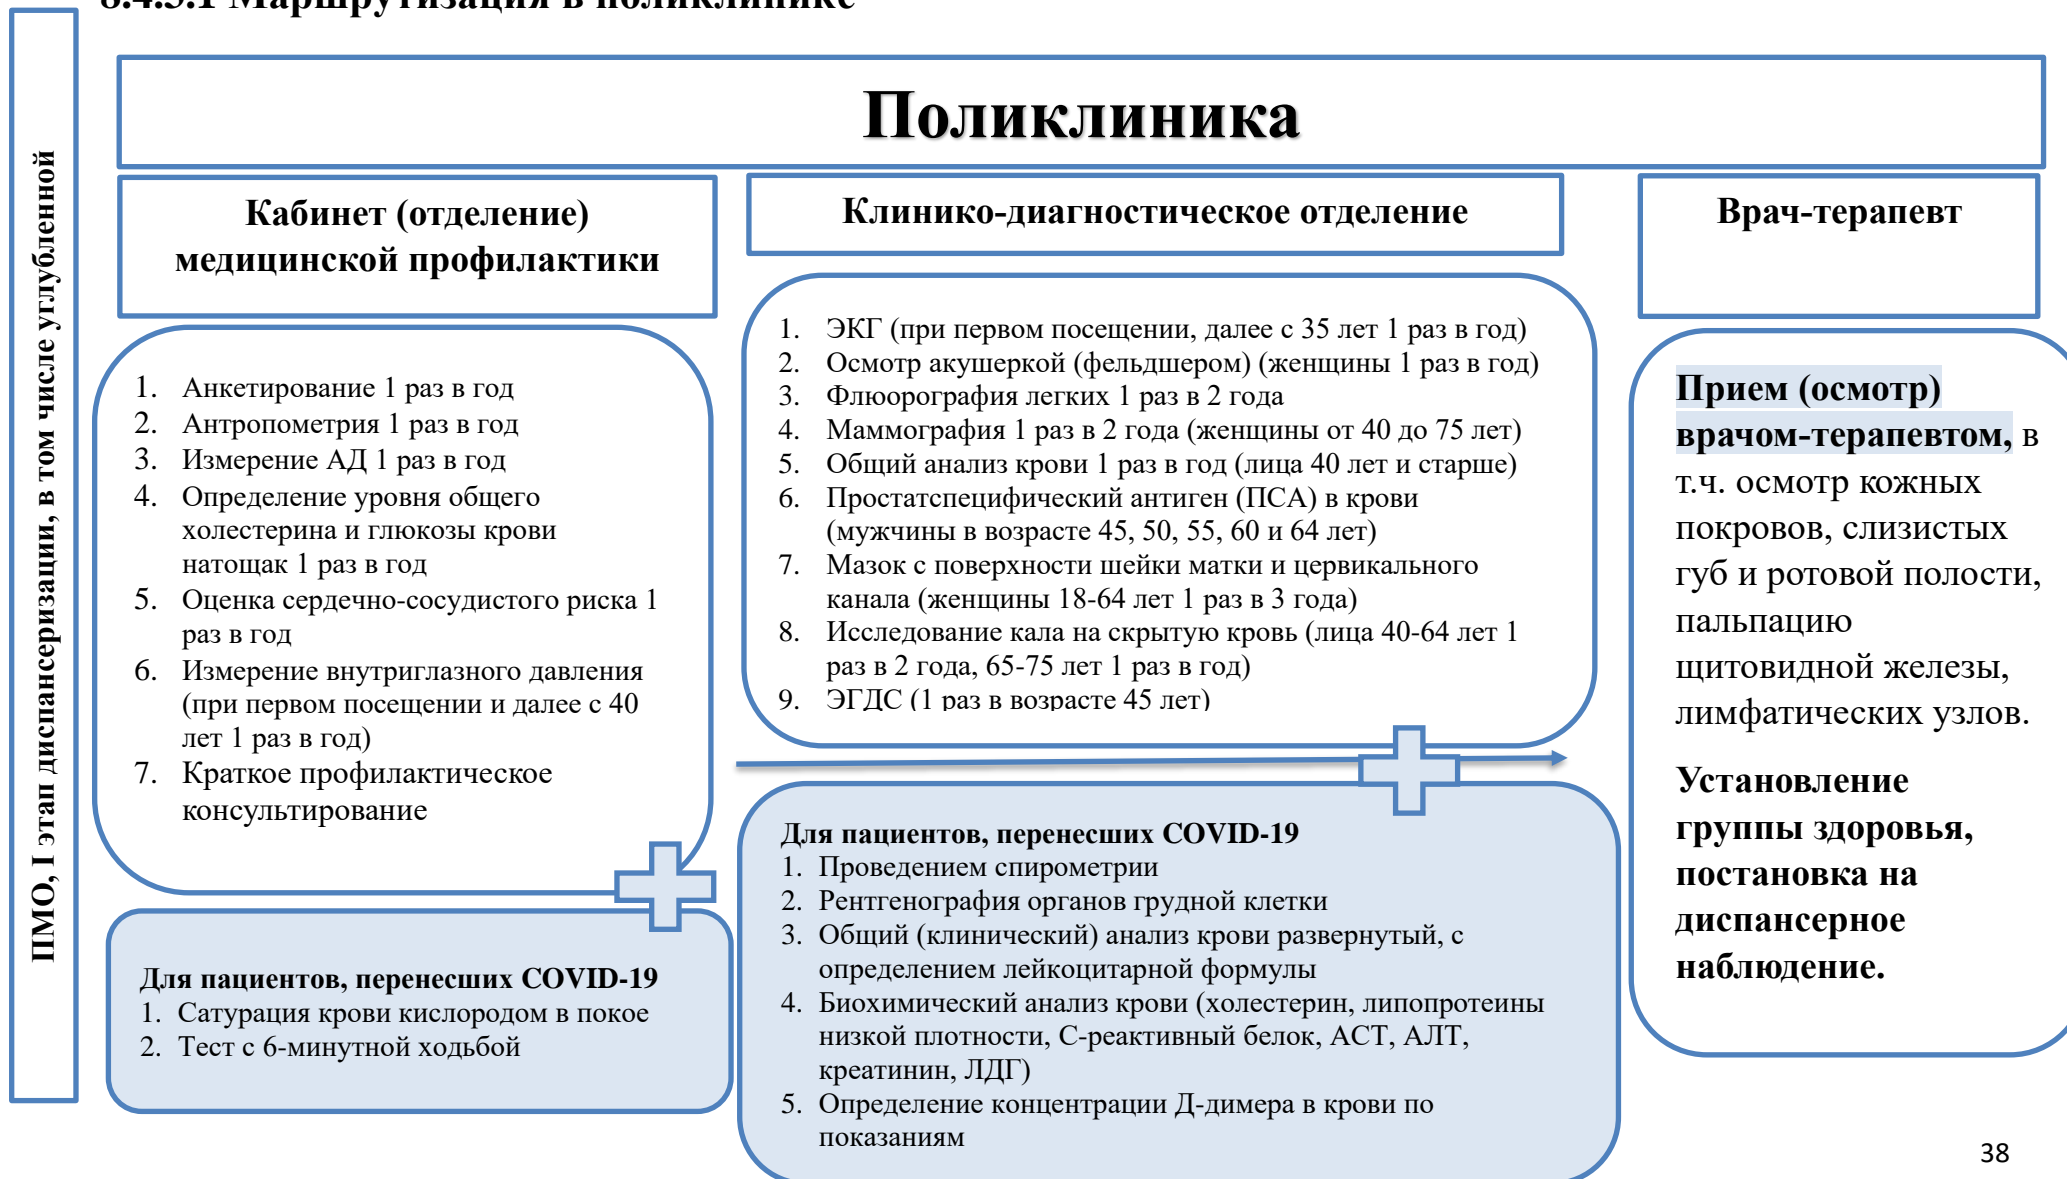 8.4.3.1 Маршрутизация в поликлинике
ПМО, I этап диспансеризации, в том числе углубленной
Поликлиника
Кабинет (отделение)
медицинской профилактики
1. Анкетирование 1 раз в год
2. Антропометрия 1 раз в год
3. Измерение АД 1 раз в год
4. Определение уровня общего
холестерина и глюкозы крови
натощак 1 раз в год
5. Оценка сердечно-сосудистого риска 1
раз в год
6. Измерение внутриглазного давления
(при первом посещении и далее с 40
лет 1 раз в год)
7. Краткое профилактическое
консультирование
Для пациентов, перенесших COVID-19
1. Сатурация крови кислородом в покое
2. Тест с 6-минутной ходьбой
Клинико-диагностическое отделение
1. ЭКГ (при первом посещении, далее с 35 лет 1 раз в год)
2. Осмотр акушеркой (фельдшером) (женщины 1 раз в год)
3. Флюорография легких 1 раз в 2 года
4. Маммография 1 раз в 2 года (женщины от 40 до 75 лет)
5. Общий анализ крови 1 раз в год (лица 40 лет и старше)
6. Простатспецифический антиген (ПСА) в крови
(мужчины в возрасте 45, 50, 55, 60 и 64 лет)
7. Мазок с поверхности шейки матки и цервикального
канала (женщины 18-64 лет 1 раз в 3 года)
8. Исследование кала на скрытую кровь (лица 40-64 лет 1
раз в 2 года, 65-75 лет 1 раз в год)
9. ЭГДС (1 раз в возрасте 45 лет)
Для пациентов, перенесших COVID-19
1. Проведением спирометрии
2. Рентгенография органов грудной клетки
3. Общий (клинический) анализ крови развернутый, с
определением лейкоцитарной формулы
4. Биохимический анализ крови (холестерин, липопротеины
низкой плотности, С-реактивный белок, АСТ, АЛТ,
креатинин, ЛДГ)
5. Определение концентрации Д-димера в крови по
показаниям
Врач-терапевт
Прием (осмотр)
врачом-терапевтом, в
т.ч. осмотр кожных
покровов, слизистых
губ и ротовой полости,
пальпацию
щитовидной железы,
лимфатических узлов.
Установление
группы здоровья,
постановка на
диспансерное
наблюдение.
38